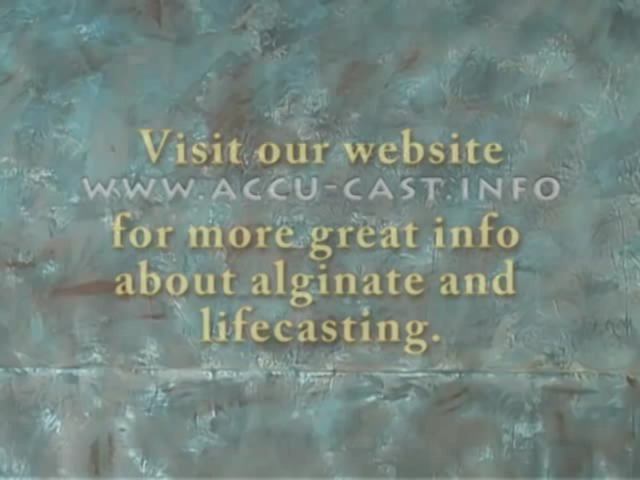 Visit our website
WWW.ACCU-CAST.INFO
for more great info
about alginate and
lifecasting.